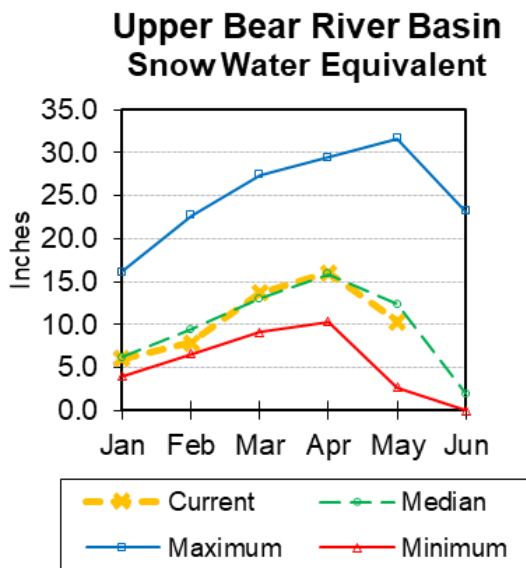 Upper Bear River Basin
Snow Water Equivalent
Inches
35.0
30.0
25.0
20.0
15.0
10.0
5.0
0.0
Jan Feb Mar Apr May Jun
Current Median
Maximum Minimum